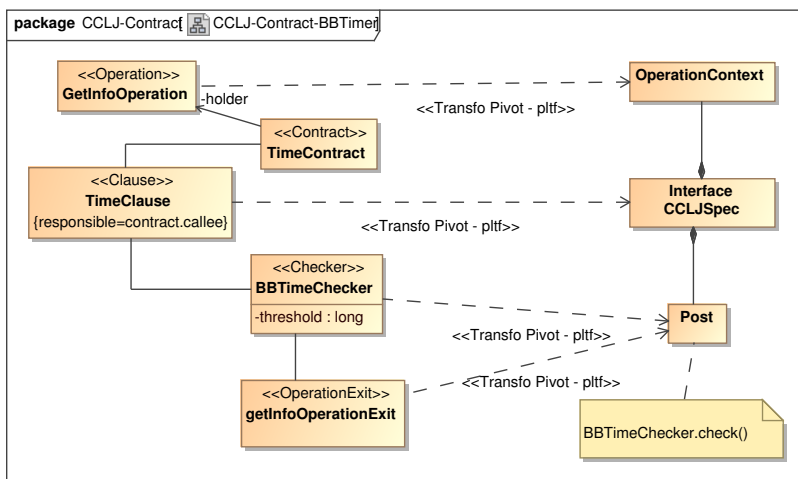 package CCLJ-Contract[ CCLJ-Contract-BBTimer]
<<Operation>>
GetInfoOperation
-holder
<<Transfo Pivot - pltf>>
OperationContext
<<Contract>>
TimeContract
<<Clause>>
TimeClause
{responsible=contract.callee}
<<Transfo Pivot - pltf>>
Interface
CCLJSpec
<<Checker>>
BBTimeChecker
-threshold : long
<<Transfo Pivot - pltf>>
Post
<<OperationExit>>
getInfoOperationExit
<<Transfo Pivot - pltf>>
BBTimeChecker.check()